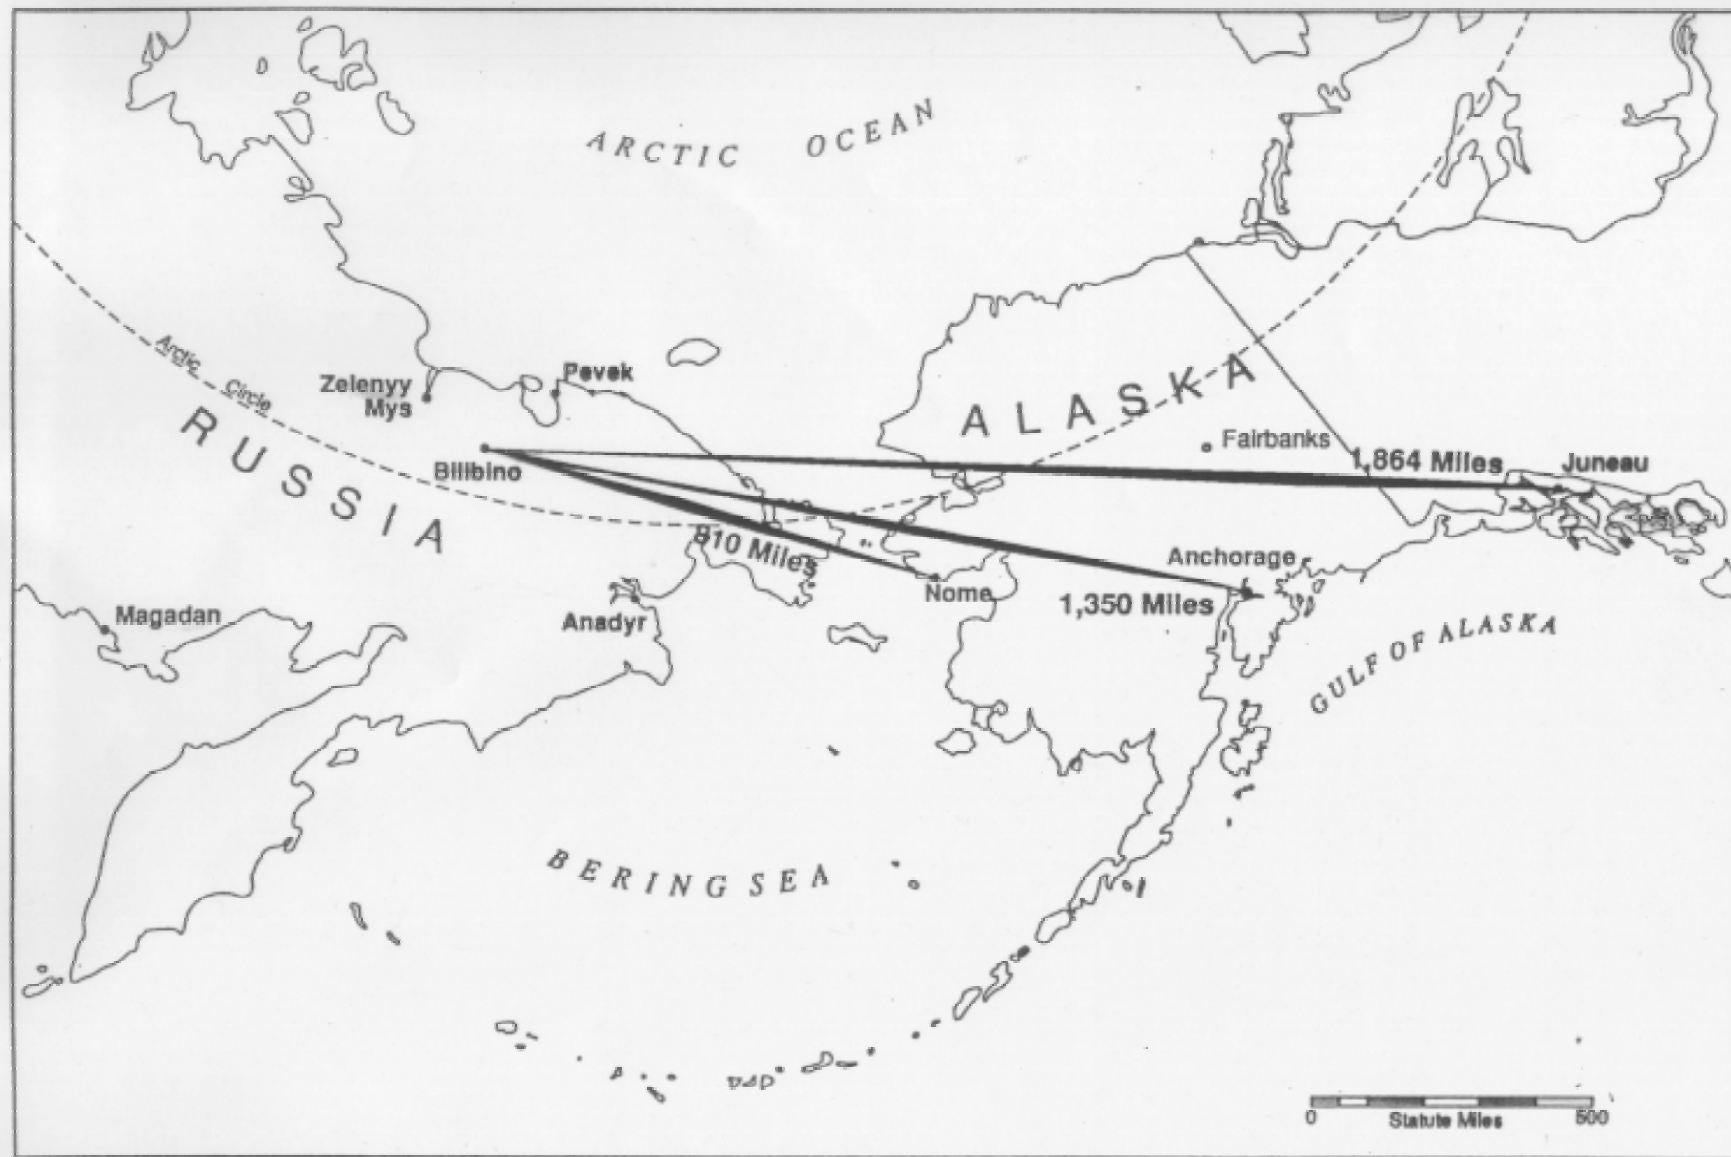 ARCTIC OCEAN
Arctic Circle
Pevek
Zelenyy
Mys
RUSSIA
ALASKA
Fairbanks
Bilibino
1,864 Miles
Juneau
810 Miles
Anchorage
Nome
1,350 Miles
Magadan
Anadyr
GULF OF ALASKA
BERING SEA
0
Statute Miles
500